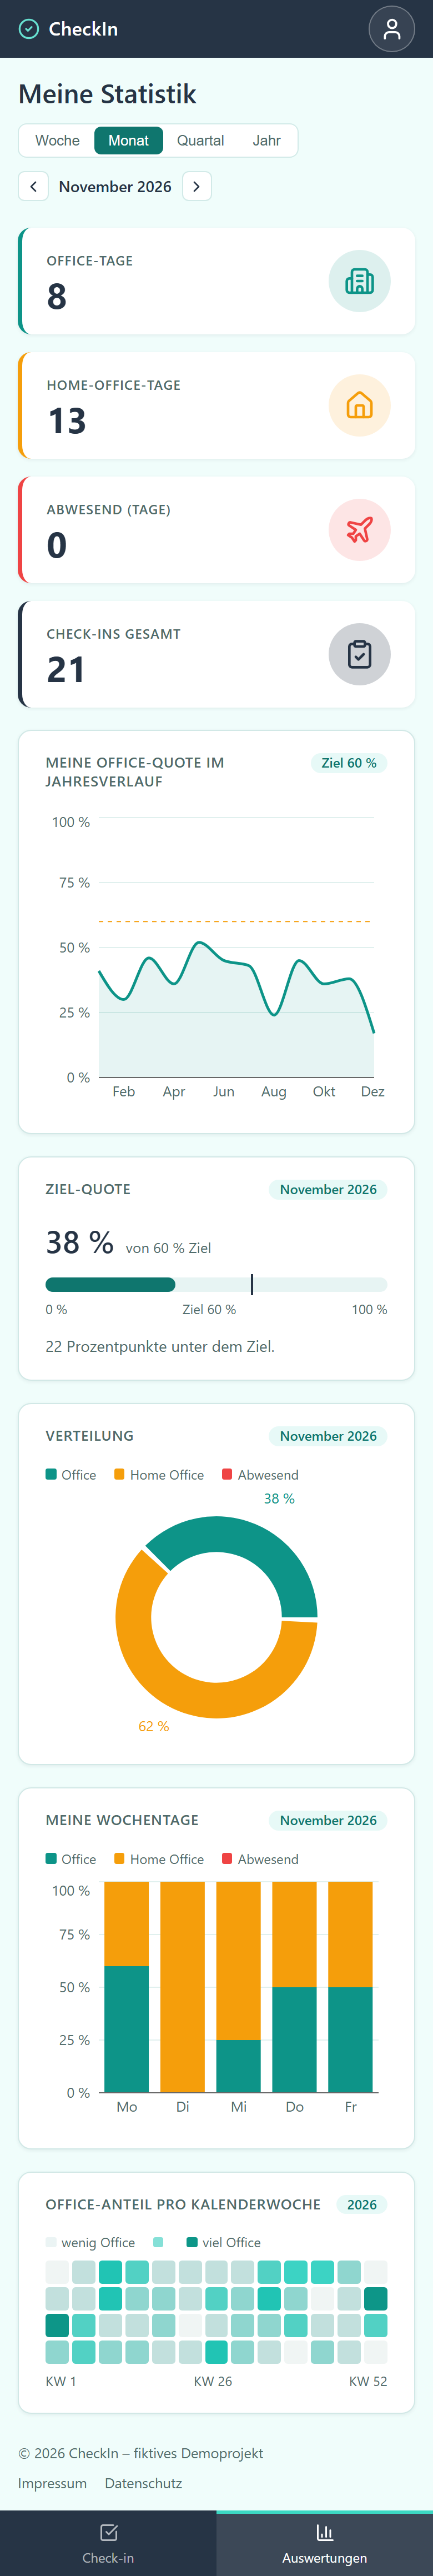 CheckIn
Meine Statistik
Woche Monat Quartal Jahr
November 2026
OFFICE-TAGE
8
HOME-OFFICE-TAGE
13
ABWESEND (TAGE)
0
CHECK-INS GESAMT
21
MEINE OFFICE-QUOTE IM
JAHRESVERLAUF
Ziel 60 %
100 %
75 %
50 %
25 %
0 %
Feb Apr Jun Aug Okt Dez
ZIEL-QUOTE
November 2026
38 % von 60 % Ziel
0 % Ziel 60 % 100 %
22 Prozentpunkte unter dem Ziel.
VERTEILUNG
November 2026
Office Home Office Abwesend
38 %
62 %
MEINE WOCHENTAGE
November 2026
Office Home Office Abwesend
100 %
75 %
50 %
25 %
0 %
Mo Di Mi Do Fr
OFFICE-ANTEIL PRO KALENDERWOCHE
2026
wenig Office viel Office
KW 1 KW 26 KW 52
© 2026 CheckIn – fiktives Demoprojekt
Impressum Datenschutz
Check-in Auswertungen